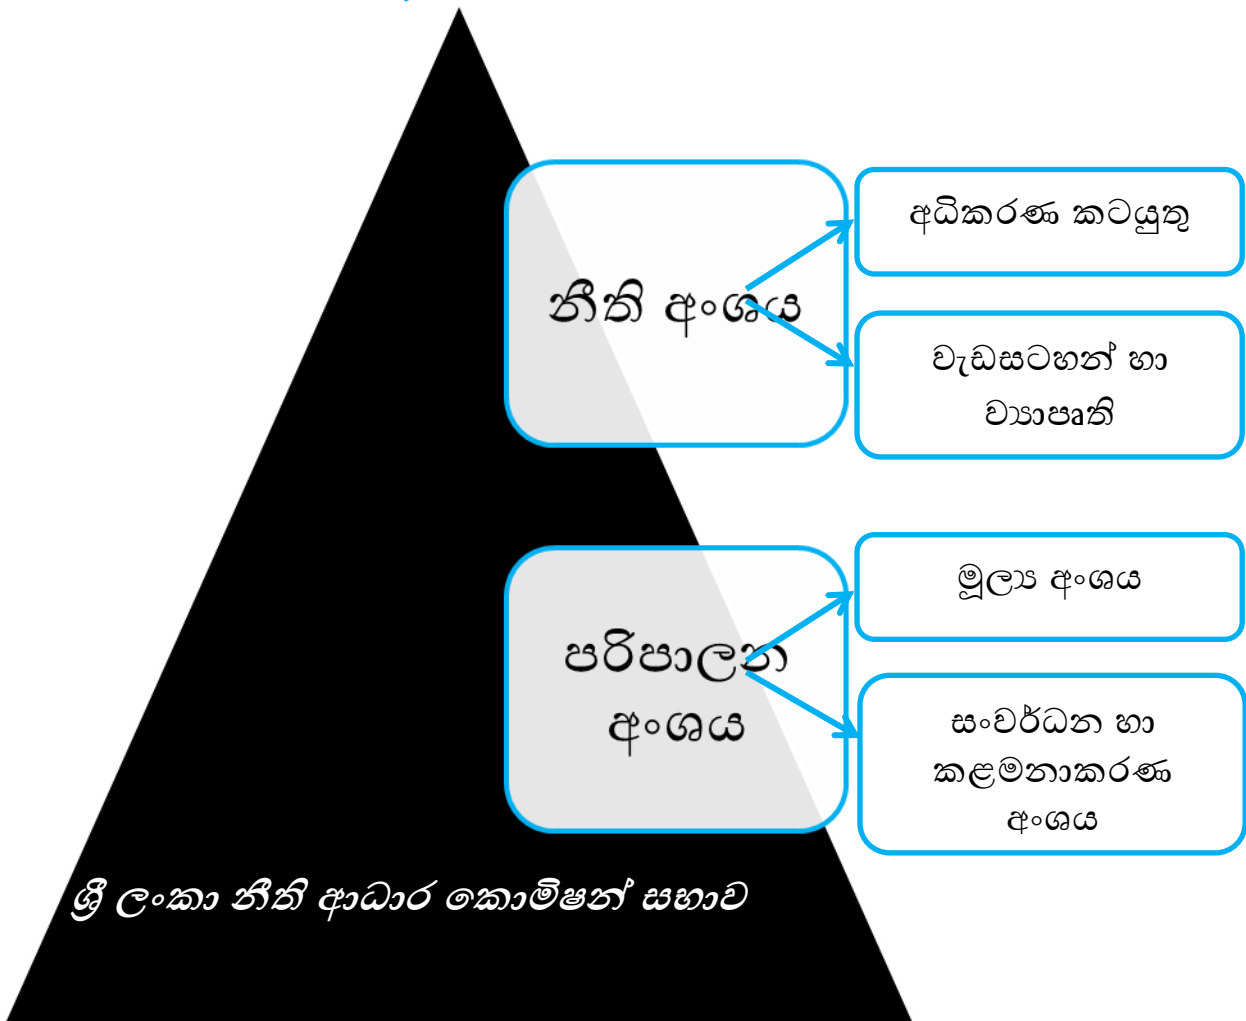 නීති අංශය
අධිකරණ කටයුතු
වැඩසටහන් හා
ව්‍යාපෘති
පරිපාලන
අංශය
මූල්‍ය අංශය
සංවර්ධන හා
කළමනාකරණ
අංශය
ශ්‍රී ලංකා නීති ආධාර කොමිෂන් සභාව